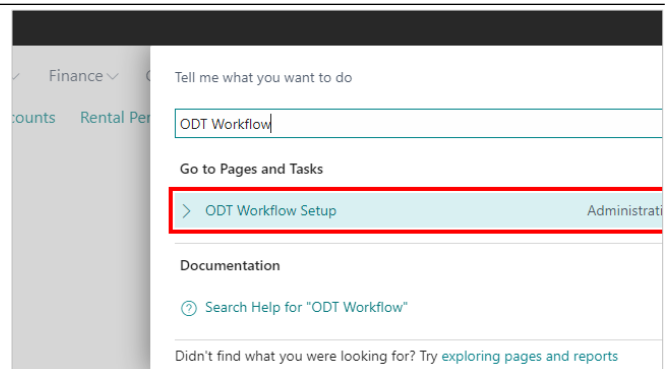 Finance
Tell me what you want to do
Rental
ODT Workflow
Go to Pages and Tasks
ODT Workflow Setup
Documentation
Search Help for "ODT Workflow"
Didn't find what you were looking for? Try exploring pages and reports